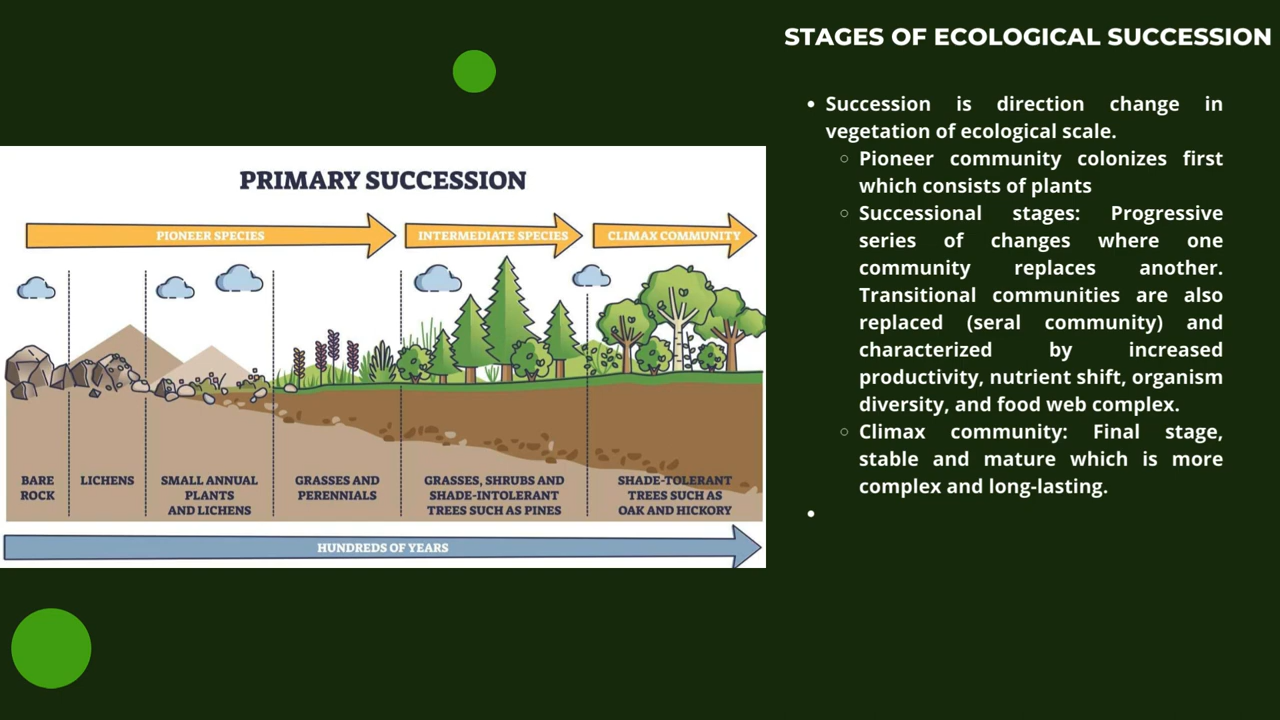 STAGES OF ECOLOGICAL SUCCESSION
PRIMARY SUCCESSION
PIONEER SPECIES
INTERMEDIATE SPECIES
CLIMAX COMMUNITY
BARE
ROCK
LICHENS
SMALL ANNUAL
PLANTS
AND LICHENS
GRASSES AND
PERENNIALS
GRASSES, SHRUBS AND
SHADE-INTOLERANT
TREES SUCH AS PINES
SHADE-TOLERANT
TREES SUCH AS
OAK AND HICKORY
HUNDREDS OF YEARS
• Succession is direction change in
vegetation of ecological scale.
○ Pioneer community colonizes first
which consists of plants
○ Successional stages: Progressive
series of changes where one
community replaces another.
Transitional communities are also
replaced (seral community) and
characterized by increased
productivity, nutrient shift, organism
diversity, and food web complex.
○ Climax community: Final stage,
stable and mature which is more
complex and long-lasting.
•